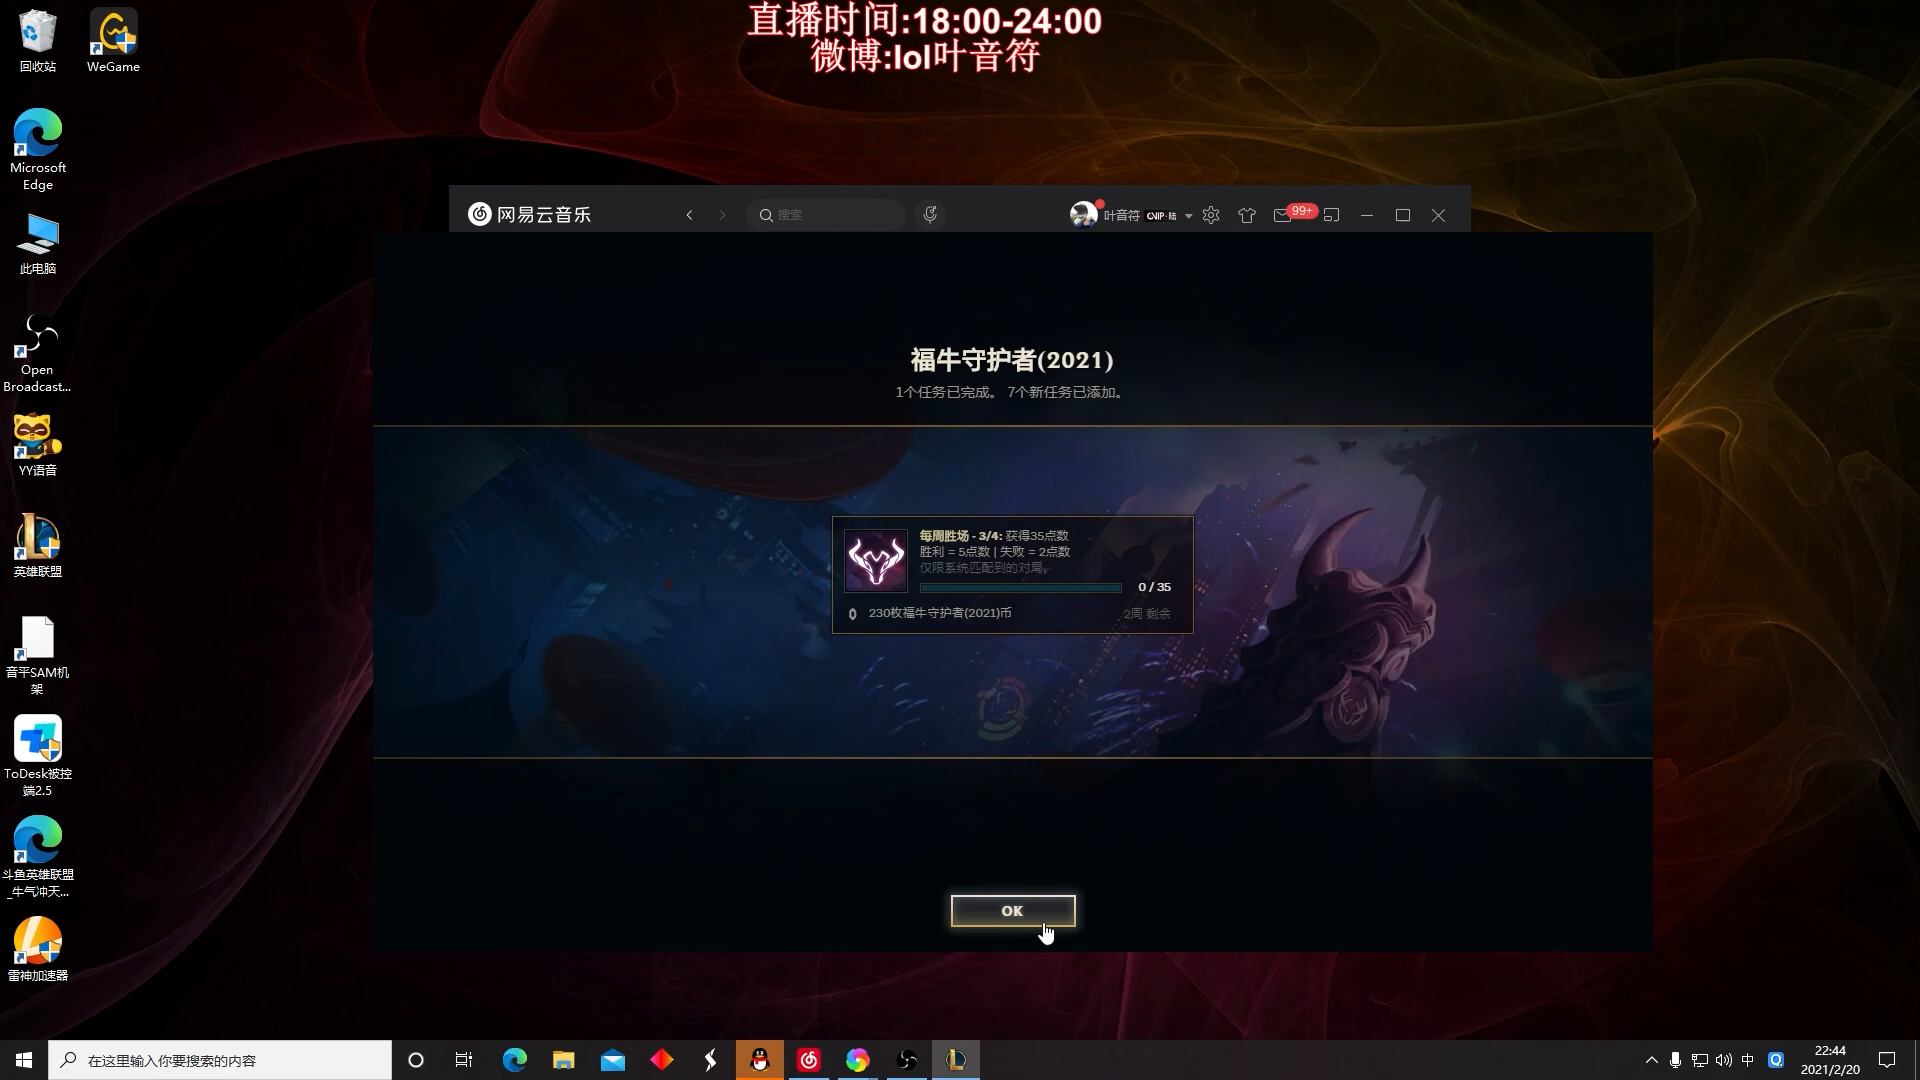 直播时间:18:00-24:00
微博:lol叶音符
回收站
WeGame
Microsoft
Edge
此电脑
Open
Broadcast...
YY语音
英雄联盟
音平SAM机
架
ToDesk被控
端2.5
斗鱼英雄联盟
_牛气冲天...
雷神加速器
网易云音乐
搜索
叶音符
VIP·陆
99+
福牛守护者(2021)
1个任务已完成。 7个新任务已添加。
每周胜场 - 3/4: 获得35点数
胜利 = 5点数 | 失败 = 2点数
仅限系统匹配到的对局。
0 / 35
230枚福牛守护者(2021)币
2周 剩余
OK
在这里输入你要搜索的内容
中
22:44
2021/2/20